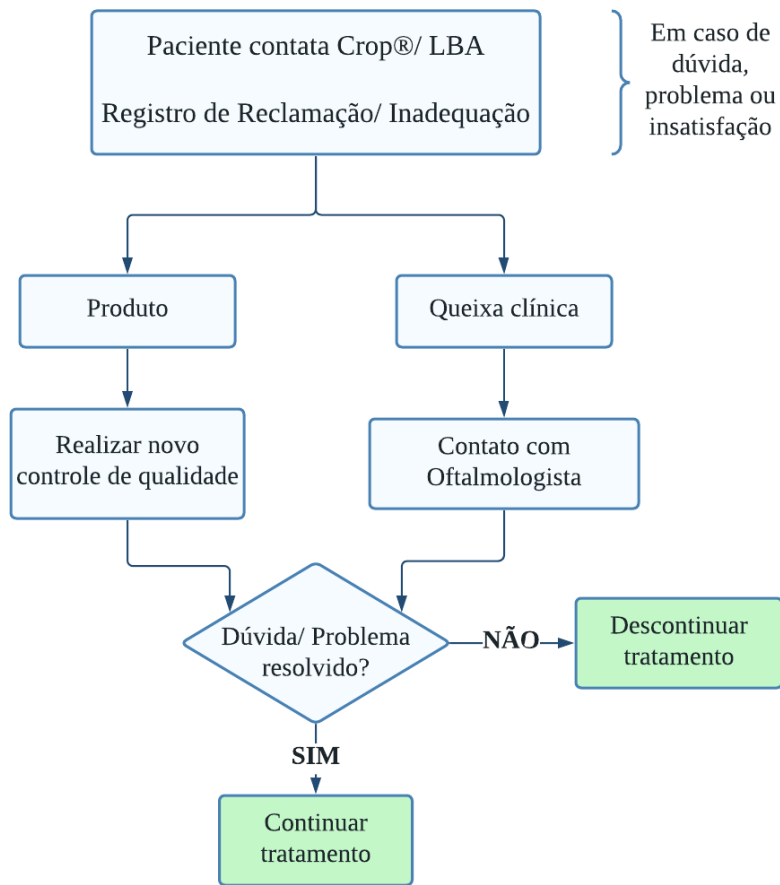 Paciente contata Crop®/ LBA
Registro de Reclamação/ Inadequação
Em caso de
dúvida,
problema ou
insatisfação
Produto
Queixa clínica
Realizar novo
controle de qualidade
Contato com
Oftalmologista
Dúvida/ Problema
resolvido?
NÃO
Descontinuar
tratamento
SIM
Continuar
tratamento